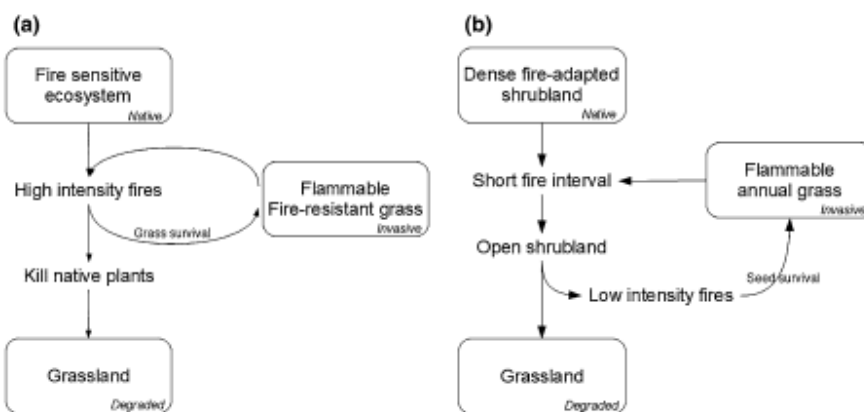 (a)
Fire sensitive
ecosystem
Native
High intensity fires
Flammable
Fire-resistant grass
Invasive
Grass survival
Kill native plants
Grassland
Degraded
(b)
Dense fire-adapted
shrubland
Native
Short fire interval
Flammable
annual grass
Invasive
Open shrubland
Seed survival
Low intensity fires
Grassland
Degraded